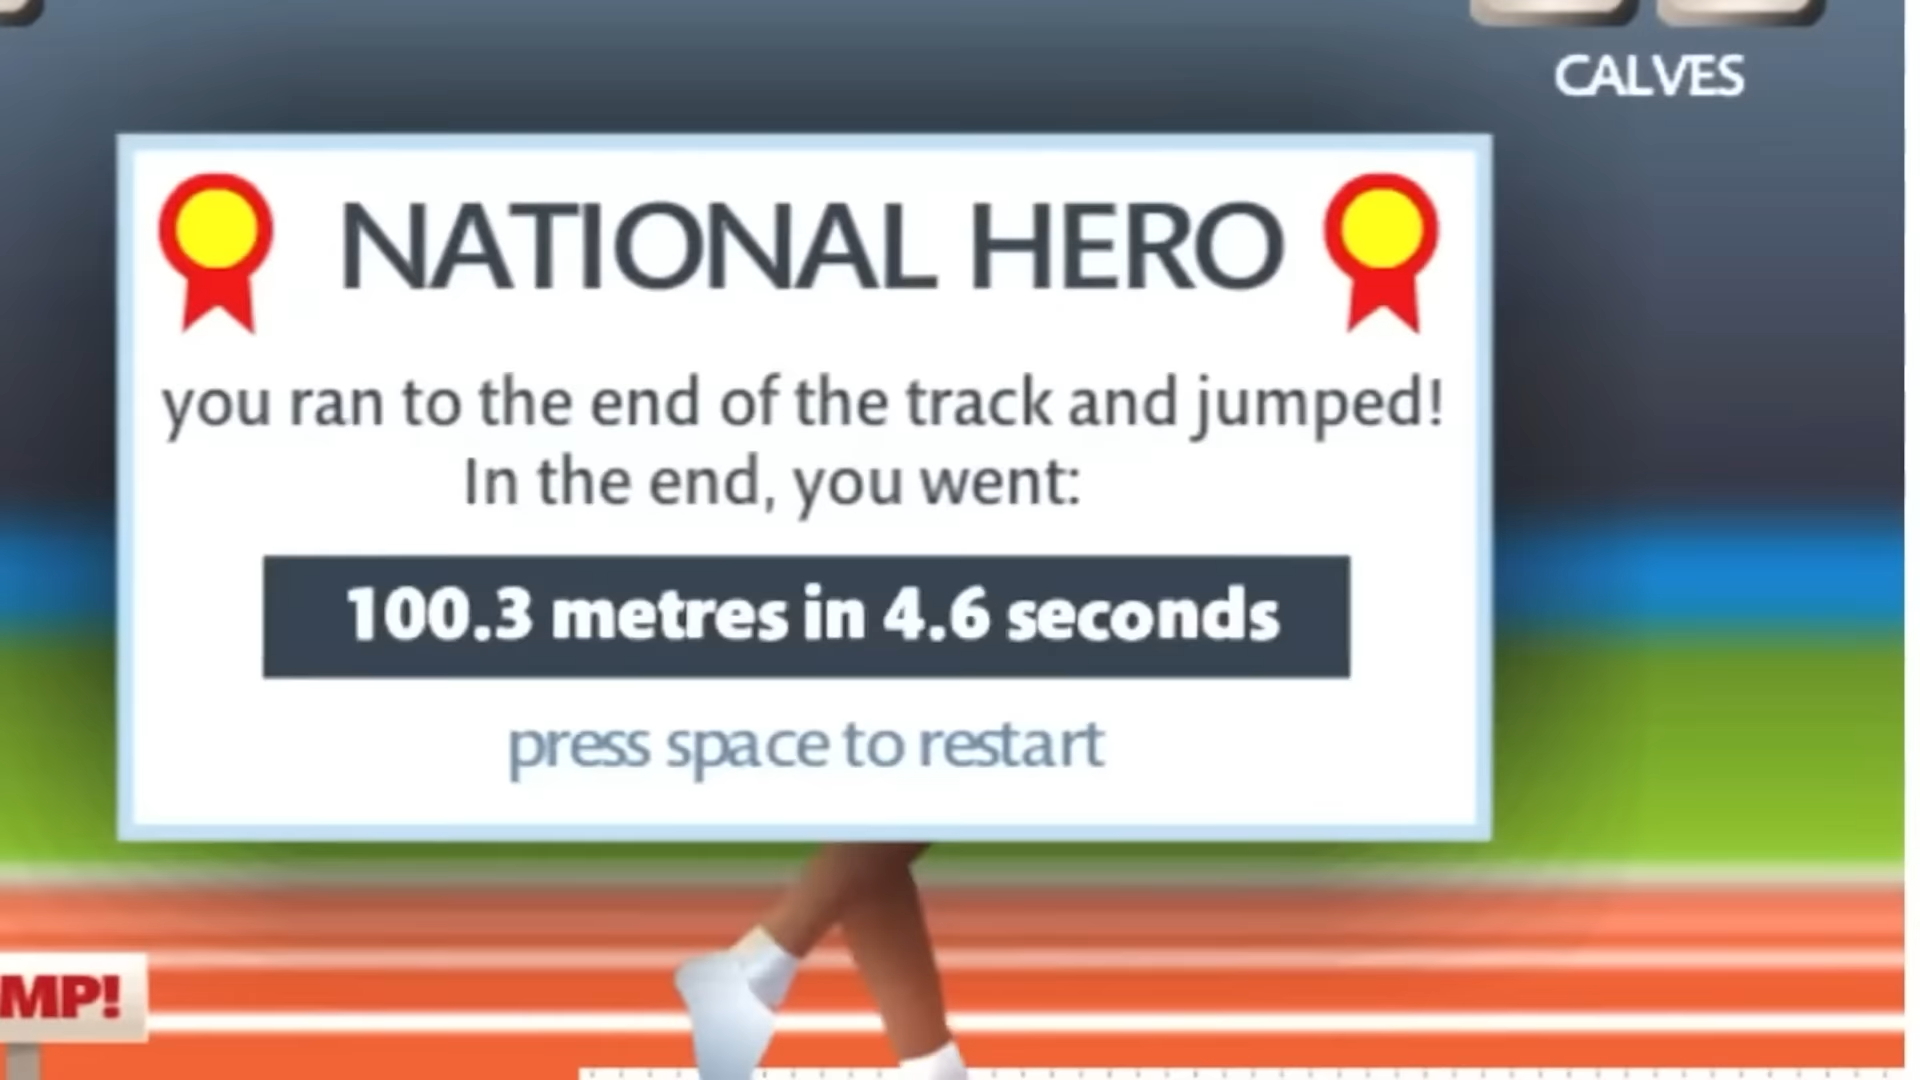 CALVES
NATIONAL HERO
you ran to the end of the track and jumped!
In the end, you went:
100.3 metres in 4.6 seconds
press space to restart
MP!